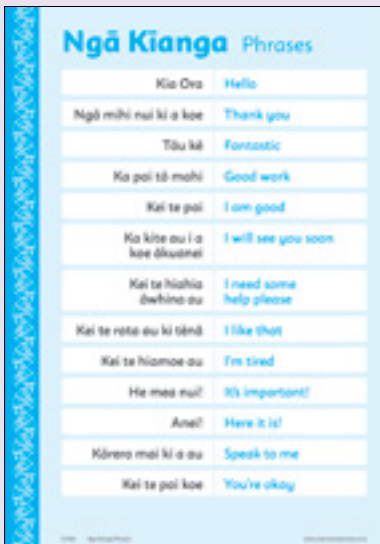 Ngā Kīanga Phrases
Kia Ora Hello
Ngā mihi nui ki a koe Thank you
Tāu kē Fantastic
Ka pai tō mahi Good work
Kei te pai I am good
Ka kite au i a
koe ākuanei I will see you soon
Kei te hiahia
āwhina au I need some
help please
Kei te rata au ki tēnā I like that
Kei te hiamoe au I'm tired
He mea nui! It's important!
Anei! Here it is!
Kōrero mai ki a au Speak to me
Kei te pai koe You're okay